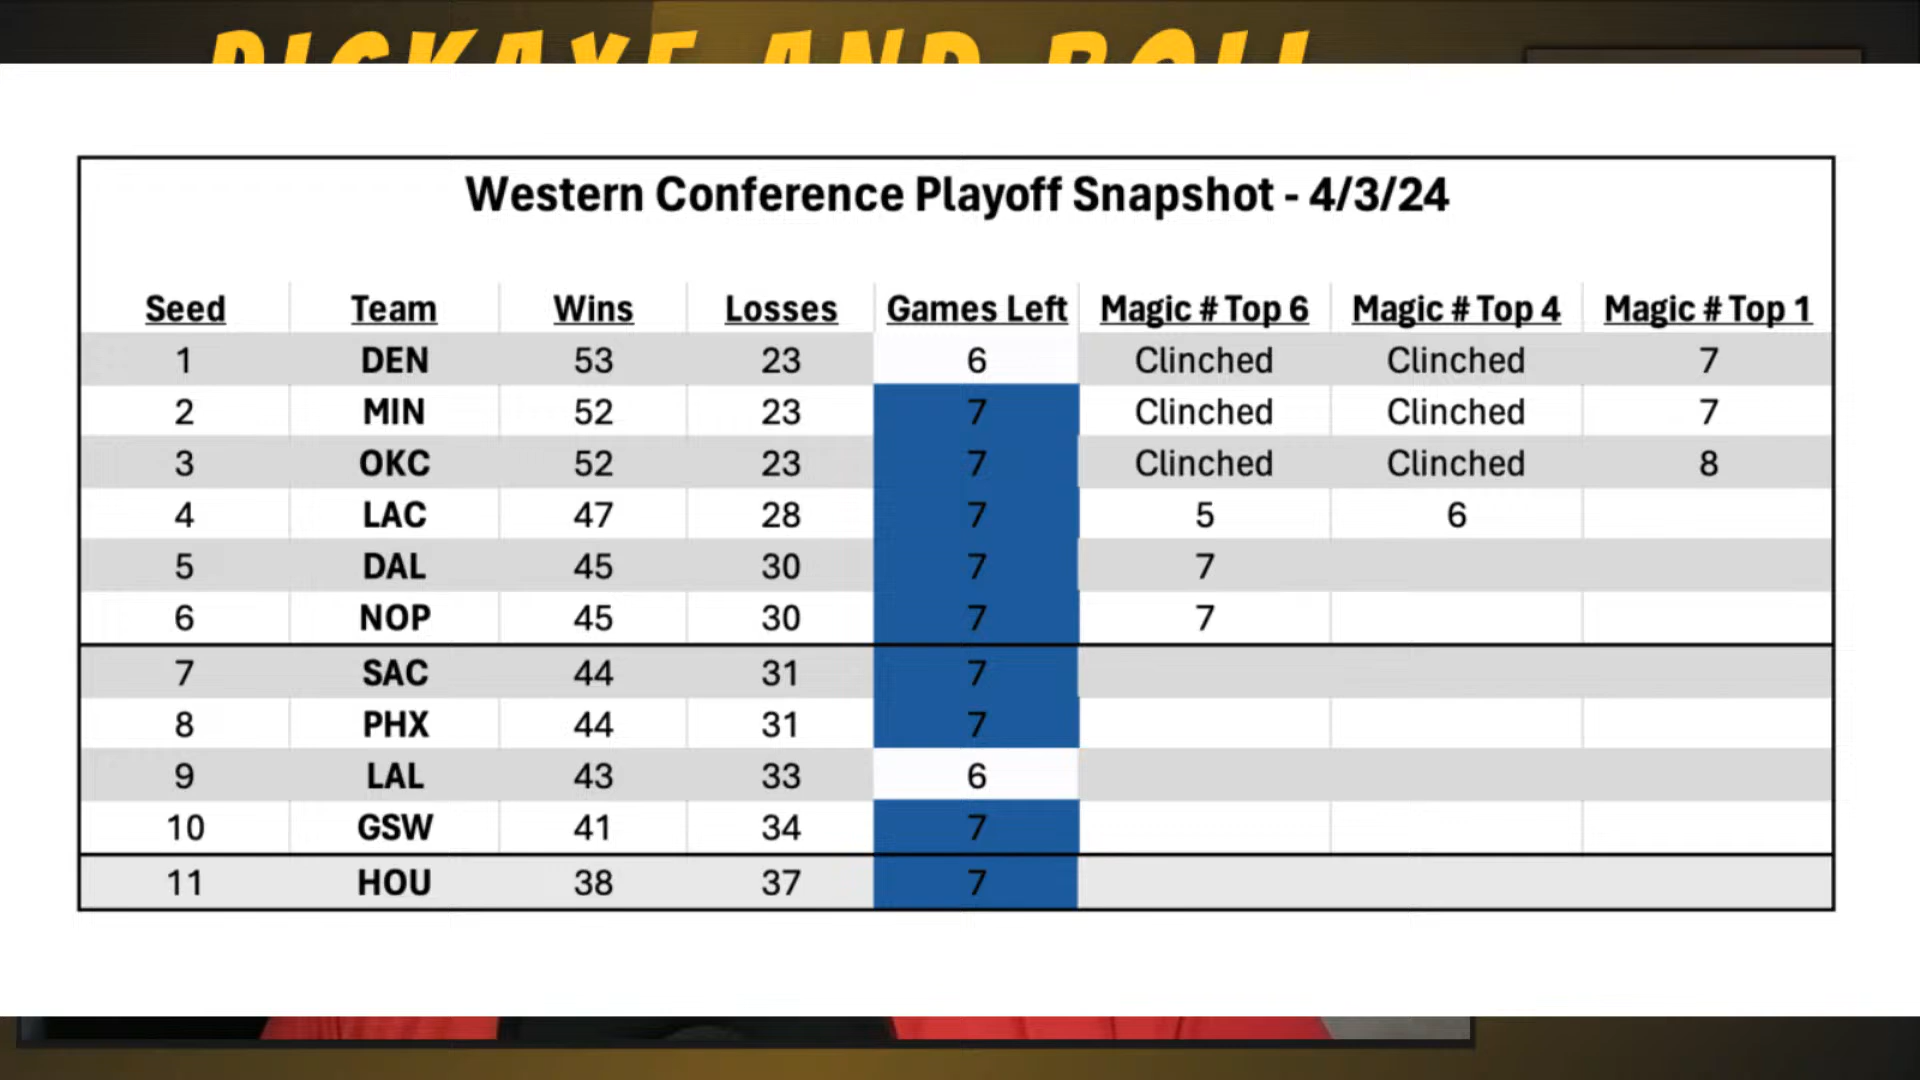 PICKAXE AND ROLL
Western Conference Playoff Snapshot - 4/3/24
Seed Team Wins Losses Games Left Magic # Top 6 Magic # Top 4 Magic # Top 1
1 DEN 53 23 6 Clinched Clinched 7
2 MIN 52 23 7 Clinched Clinched 7
3 OKC 52 23 7 Clinched Clinched 8
4 LAC 47 28 7 5 6
5 DAL 45 30 7 7
6 NOP 45 30 7 7
7 SAC 44 31 7
8 PHX 44 31 7
9 LAL 43 33 6
10 GSW 41 34 7
11 HOU 38 37 7